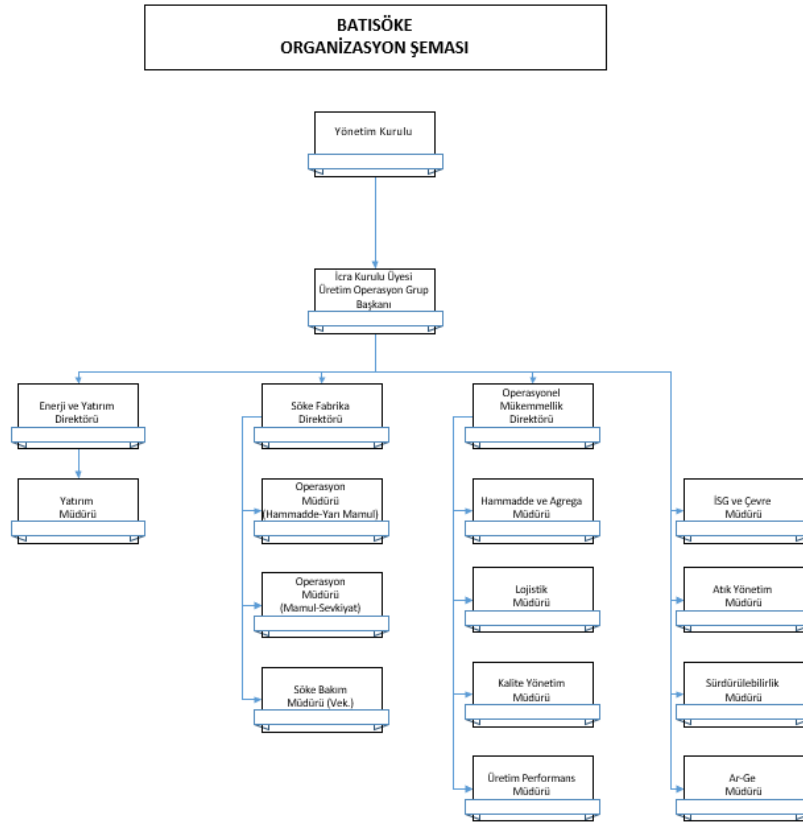 BATISÖKE
ORGANİZASYON ŞEMASI
Yönetim Kurulu
İcra Kurulu Üyesi
Üretim Operasyon Grup
Başkanı
Enerji ve Yatırım
Direktörü
Söke Fabrika
Direktörü
Operasyonel
Mükemmellik
Direktörü
Yatırım
Müdürü
Operasyon
Müdürü
(Hammadde-Yarı Mamul)
Hammadde ve Agrega
Müdürü
İSG ve Çevre
Müdürü
Operasyon
Müdürü
(Mamul-Sevkiyat)
Lojistik
Müdürü
Atık Yönetim
Müdürü
Söke Bakım
Müdürü (Vek.)
Kalite Yönetim
Müdürü
Sürdürülebilirlik
Müdürü
Üretim Performans
Müdürü
Ar-Ge
Müdürü